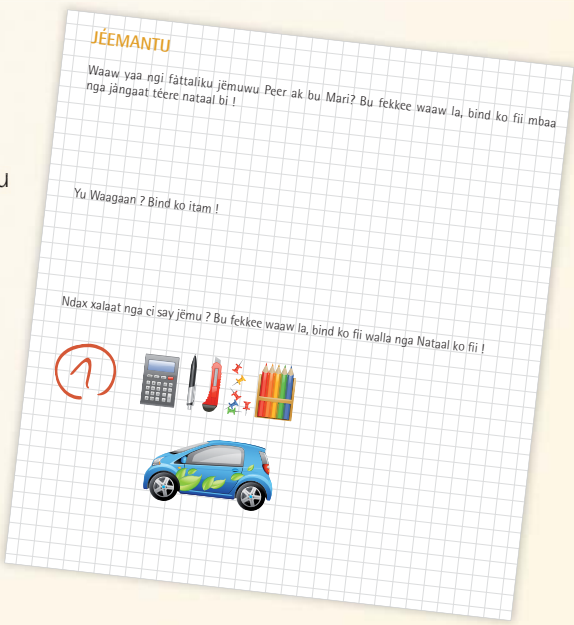 JÉEMANTU
Waaw yaa ngi fàttaliku jëmuwu Peer ak bu Mari? Bu fekkee waaw la, bind ko fii mbaa
nga jàngaat téere nataal bi !
u
Yu Waagaan ? Bind ko itam !
Ndax xalaat nga ci say jëmu ? Bu fekkee waaw la, bind ko fii walla nga Nataal ko fii !
1